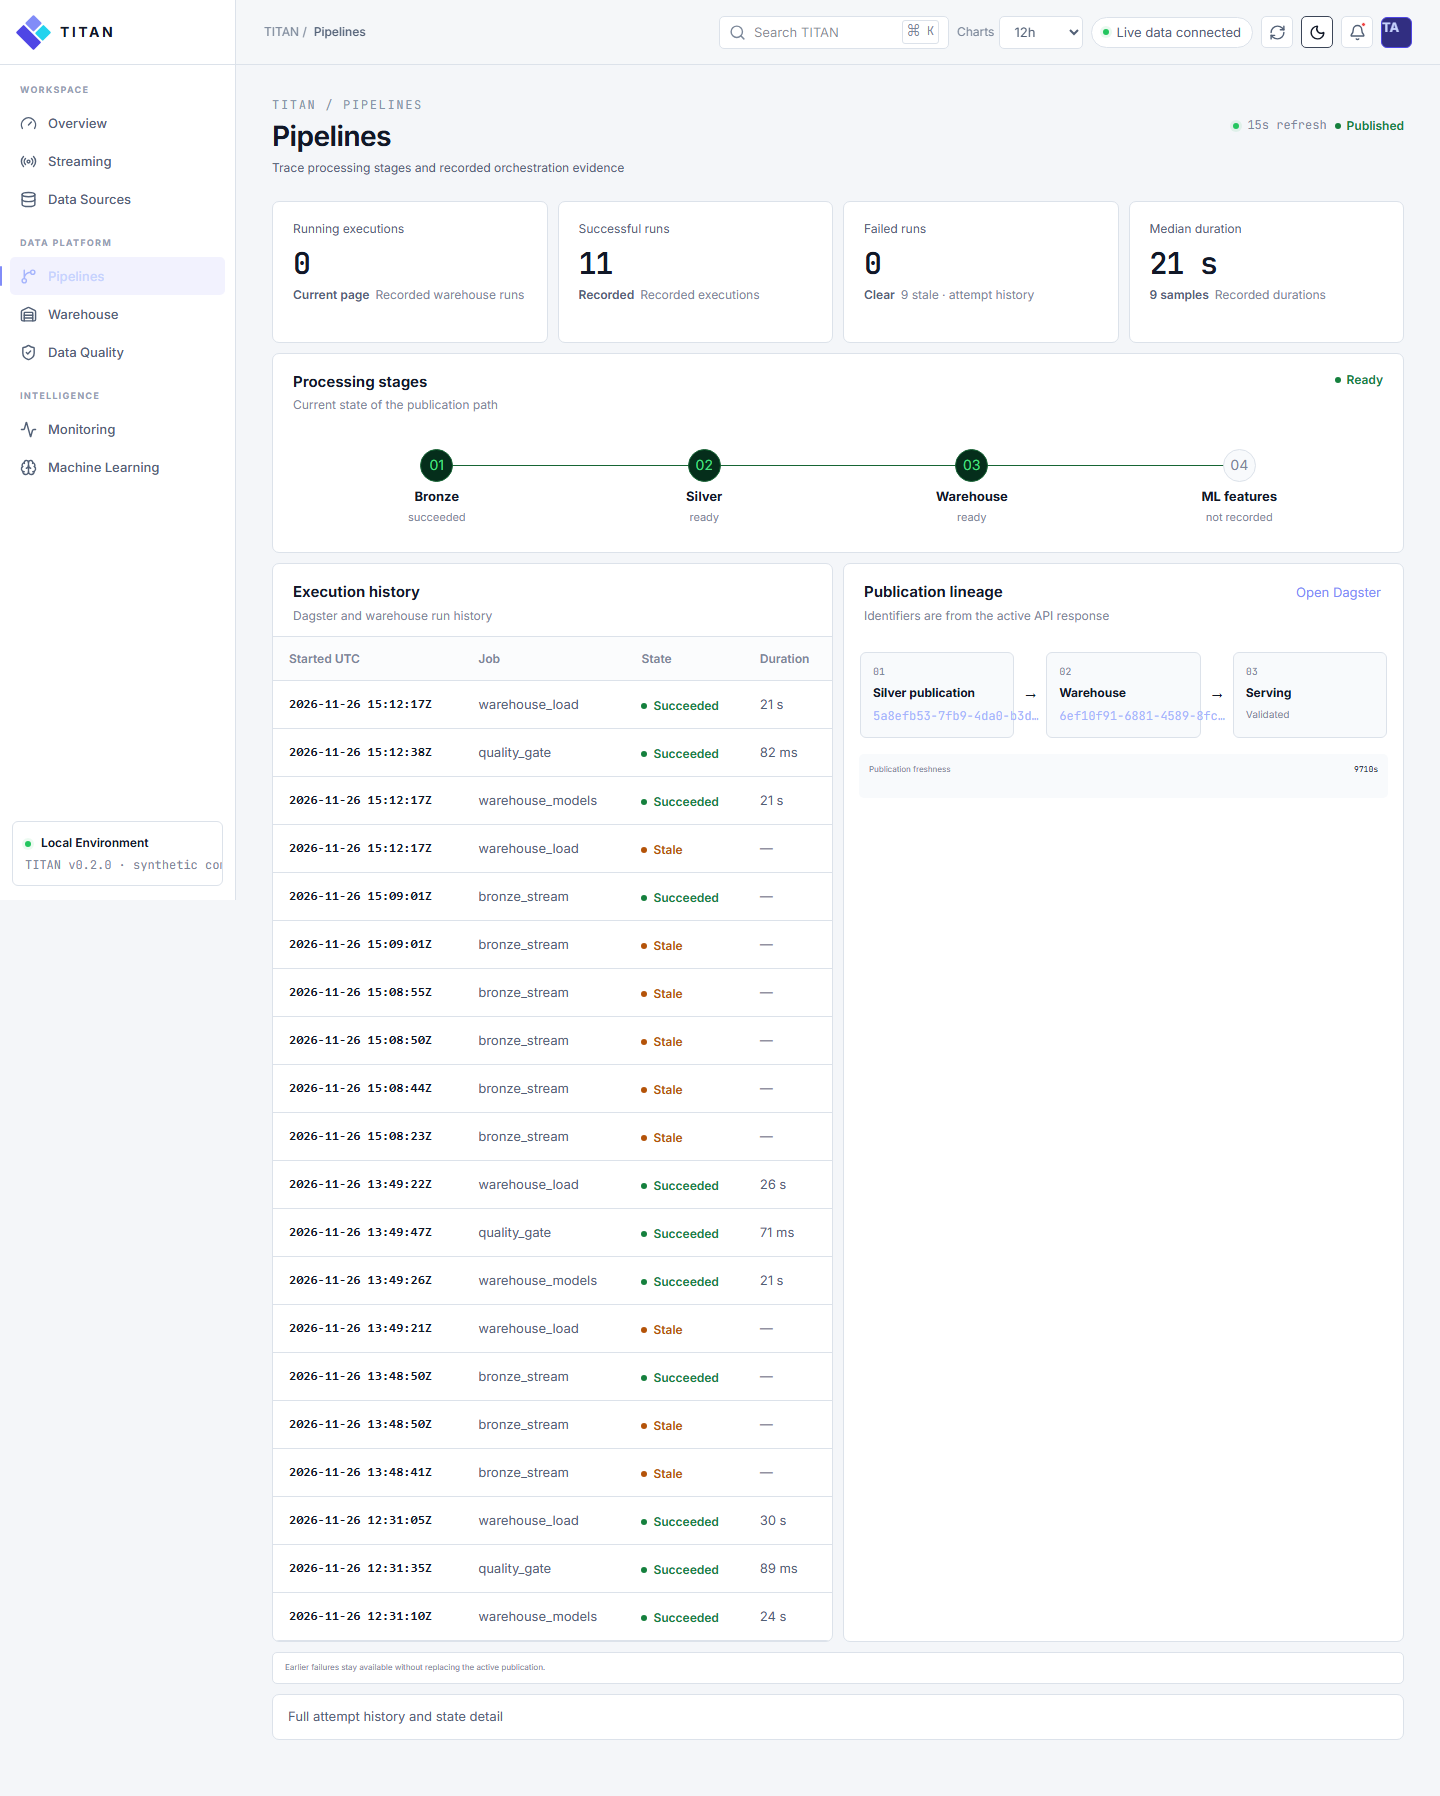 TITAN
WORKSPACE
Overview
Streaming
Data Sources
DATA PLATFORM
Pipelines
Warehouse
Data Quality
INTELLIGENCE
Monitoring
Machine Learning
Local Environment
TITAN v0.2.0 · synthetic
TITAN / Pipelines
Search TITAN ⌘ K
Charts 12h
Live data connected
TA
TITAN / PIPELINES
Pipelines
Trace processing stages and recorded orchestration evidence
15s refresh Published
Running executions
0
Current page Recorded warehouse runs
Successful runs
11
Recorded Recorded executions
Failed runs
0
Clear 9 stale · attempt history
Median duration
21 s
9 samples Recorded durations
Processing stages
Current state of the publication path
Ready
01 02 03 04
Bronze Silver Warehouse ML features
succeeded ready ready not recorded
Execution history
Dagster and warehouse run history
Started UTC Job State Duration
2026-11-26 15:12:17Z warehouse_load Succeeded 21 s
2026-11-26 15:12:38Z quality_gate Succeeded 82 ms
2026-11-26 15:12:17Z warehouse_models Succeeded 21 s
2026-11-26 15:12:17Z warehouse_load Stale —
2026-11-26 15:09:01Z bronze_stream Succeeded —
2026-11-26 15:09:01Z bronze_stream Stale —
2026-11-26 15:08:55Z bronze_stream Stale —
2026-11-26 15:08:50Z bronze_stream Stale —
2026-11-26 15:08:44Z bronze_stream Stale —
2026-11-26 15:08:23Z bronze_stream Stale —
2026-11-26 13:49:22Z warehouse_load Succeeded 26 s
2026-11-26 13:49:47Z quality_gate Succeeded 71 ms
2026-11-26 13:49:26Z warehouse_models Succeeded 21 s
2026-11-26 13:49:21Z warehouse_load Stale —
2026-11-26 13:48:50Z bronze_stream Succeeded —
2026-11-26 13:48:50Z bronze_stream Stale —
2026-11-26 13:48:41Z bronze_stream Stale —
2026-11-26 12:31:05Z warehouse_load Succeeded 30 s
2026-11-26 12:31:35Z quality_gate Succeeded 89 ms
2026-11-26 12:31:10Z warehouse_models Succeeded 24 s
Publication lineage
Open Dagster
Identifiers are from the active API response
01
Silver publication
5a8efb53-7fb9-4da0-b3d…
→
02
Warehouse
6ef10f91-6881-4589-8fc…
→
03
Serving
Validated
Publication freshness 9710s
Earlier failures stay available without replacing the active publication.
Full attempt history and state detail